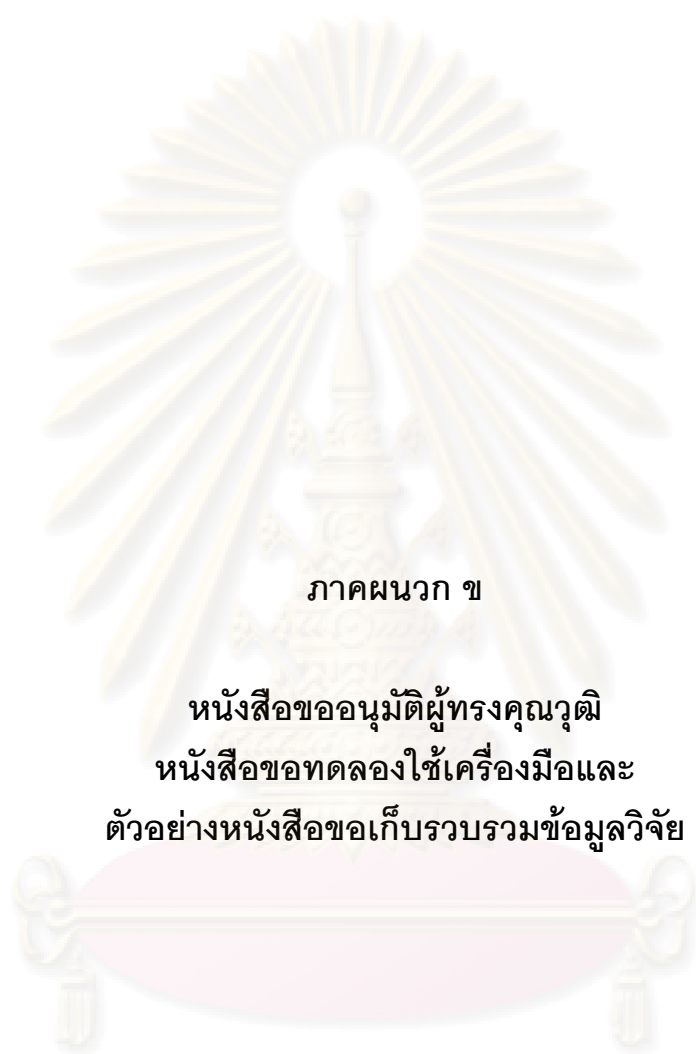 ภาคผนวก ข
หนังสือขออนุมัติผู้ทรงคุณวุฒิ
หนังสือขอทดลองใช้เครื่องมือและ
ตัวอย่างหนังสือขอเก็บรวบรวมข้อมูลวิจัย